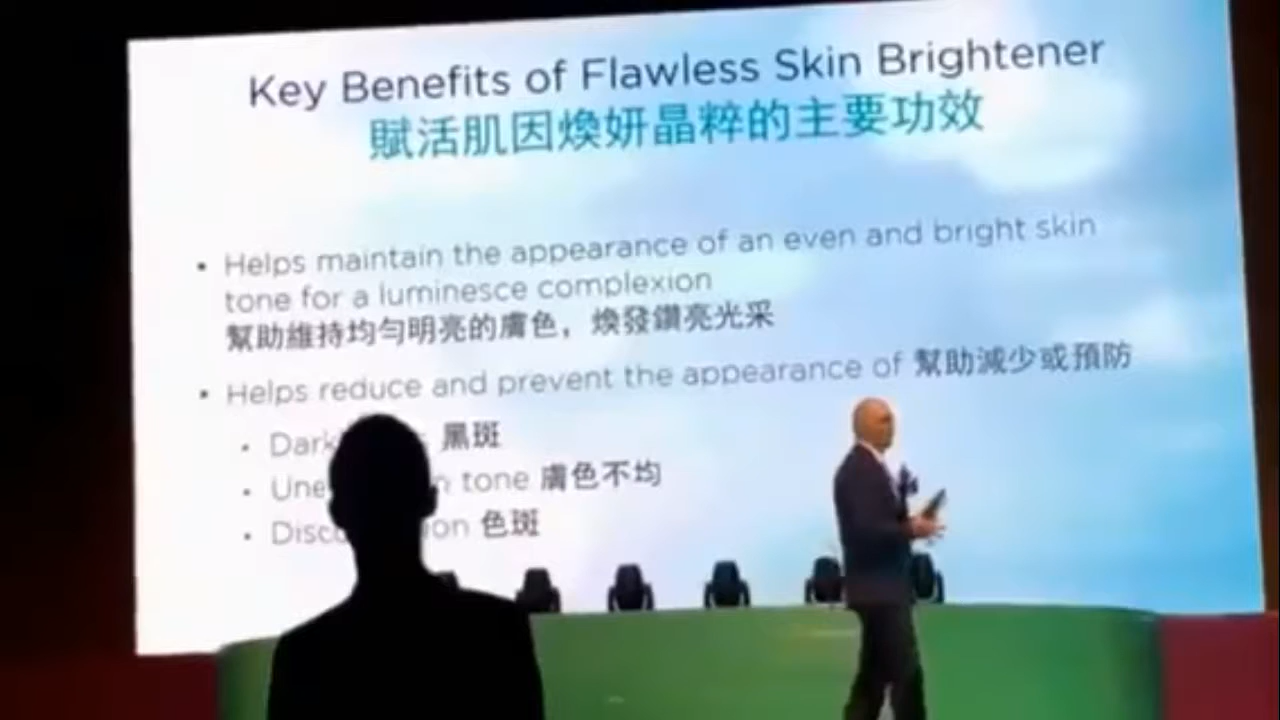 Key Benefits of Flawless Skin Brightener
賦活肌因煥妍晶粹的主要功效
• Helps maintain the appearance of an even and bright skin
tone for a luminesce complexion
幫助維持均勻明亮的膚色，煥發鑽亮光采
• Helps reduce and prevent the appearance of 幫助減少或預防
• Dark 黑斑
• tone 膚色不均
• 色斑